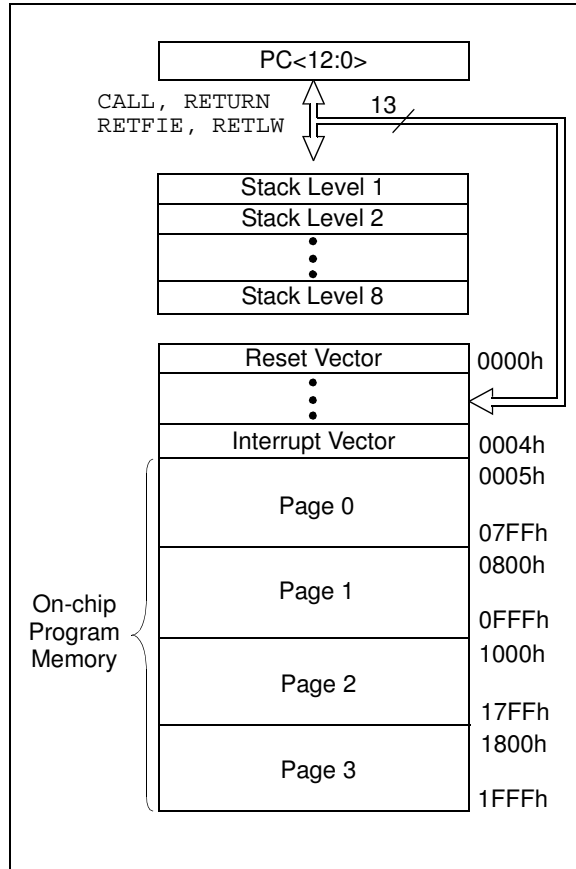 PC<12:0>
CALL, RETURN
RETFIE, RETLW
13
Stack Level 1
Stack Level 2
Stack Level 8
Reset Vector
0000h
Interrupt Vector
0004h
0005h
Page 0
07FFh
0800h
Page 1
0FFFh
On-chip
Program
Memory
1000h
Page 2
17FFh
1800h
Page 3
1FFFh